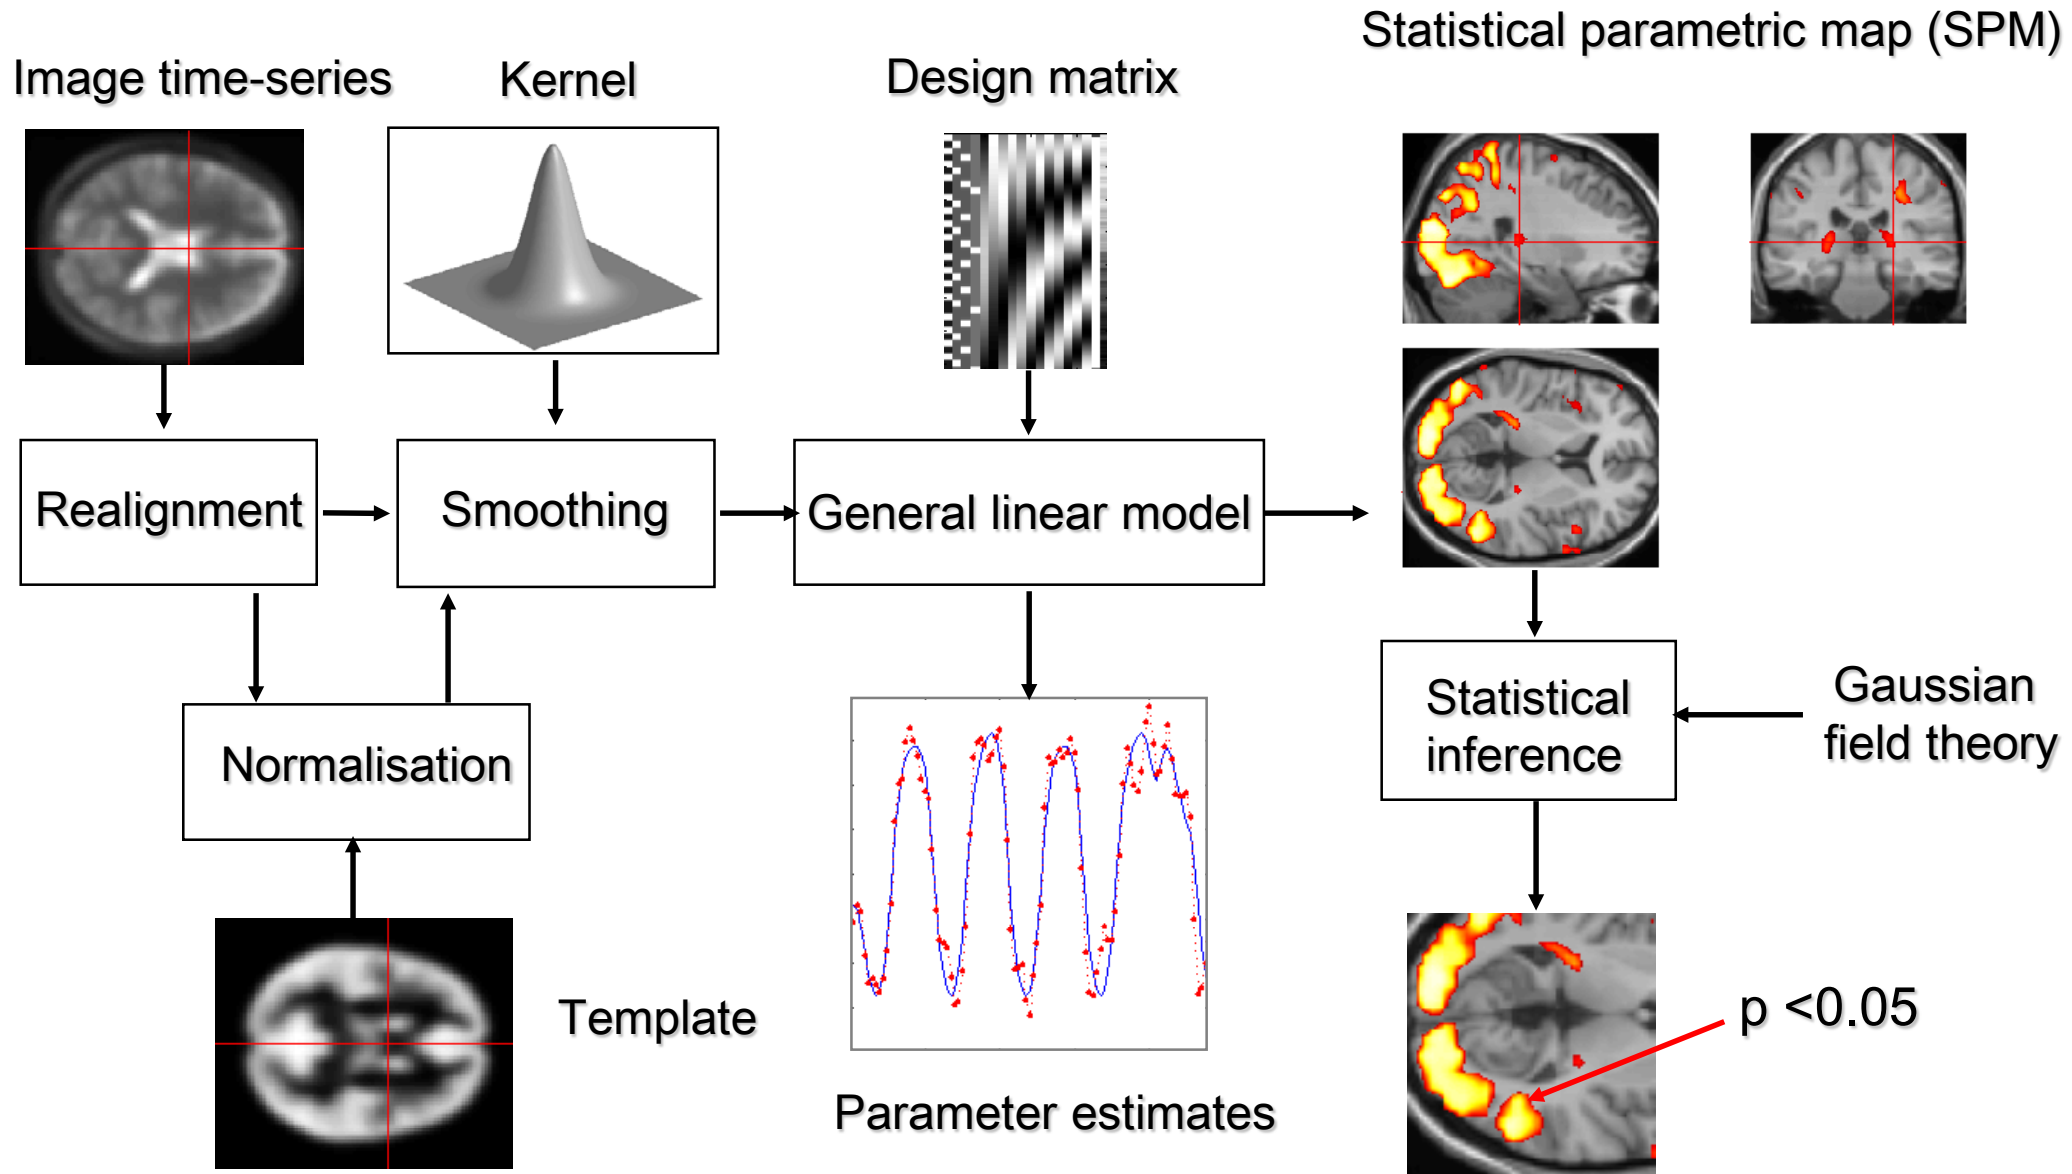 Statistical parametric map (SPM)
Image time-series
Kernel
Design matrix
Realignment
Smoothing
General linear model
Statistical
inference
Gaussian
field theory
Normalisation
Template
Parameter estimates
p <0.05